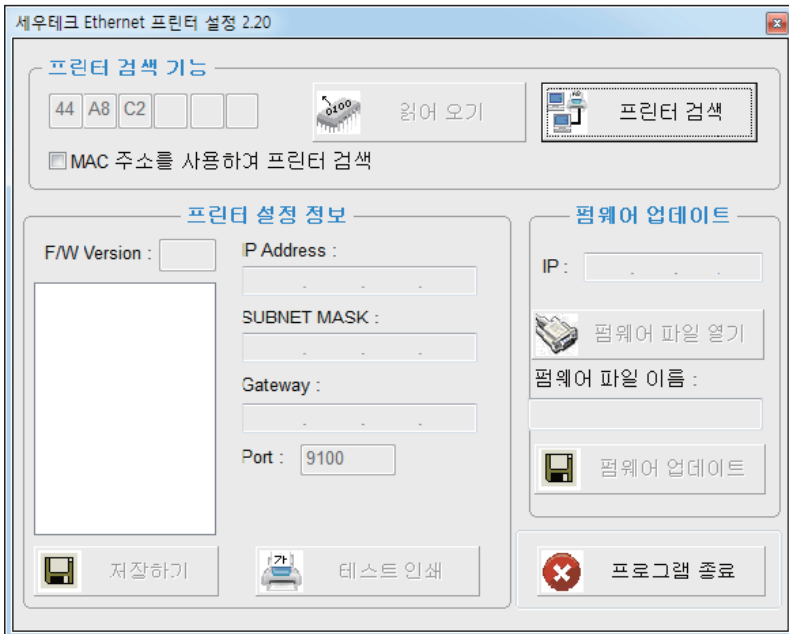 세우테크 Ethernet 프린터 설정 2.20
프린터 검색 기능
44 A8 C2
0100
읽어 오기
프린터 검색
MAC 주소를 사용하여 프린터 검색
프린터 설정 정보
F/W Version :
IP Address :
. . .
SUBNET MASK :
. . .
Gateway :
. . .
Port : 9100
저장하기
가
테스트 인쇄
펌웨어 업데이트
IP : . . .
펌웨어 파일 열기
펌웨어 파일 이름 :
펌웨어 업데이트
프로그램 종료